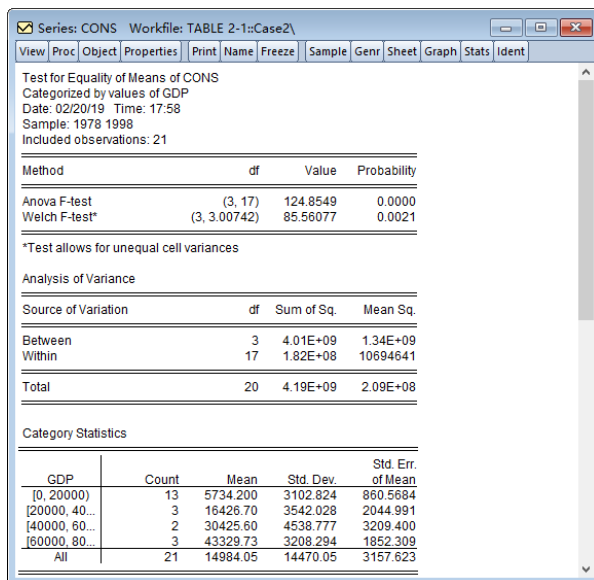 Series: CONS Workfile: TABLE 2-1::Case2\
View Proc Object Properties Print Name Freeze Sample Genr Sheet Graph Stats Ident
Test for Equality of Means of CONS
Categorized by values of GDP
Date: 02/20/19 Time: 17:58
Sample: 1978 1998
Included observations: 21
Method df Value Probability
Anova F-test (3, 17) 124.8549 0.0000
Welch F-test* (3, 3.00742) 85.56077 0.0021
*Test allows for unequal cell variances
Analysis of Variance
Source of Variation df Sum of Sq. Mean Sq.
Between 3 4.01E+09 1.34E+09
Within 17 1.82E+08 10694641
Total 20 4.19E+09 2.09E+08
Category Statistics
Std. Err.
GDP Count Mean Std. Dev. of Mean
[0, 20000) 13 5734.200 3102.824 860.5684
[20000, 40... 3 16426.70 3542.028 2044.991
[40000, 60... 2 30425.60 4538.777 3209.400
[60000, 80... 3 43329.73 3208.294 1852.309
All 21 14984.05 14470.05 3157.623